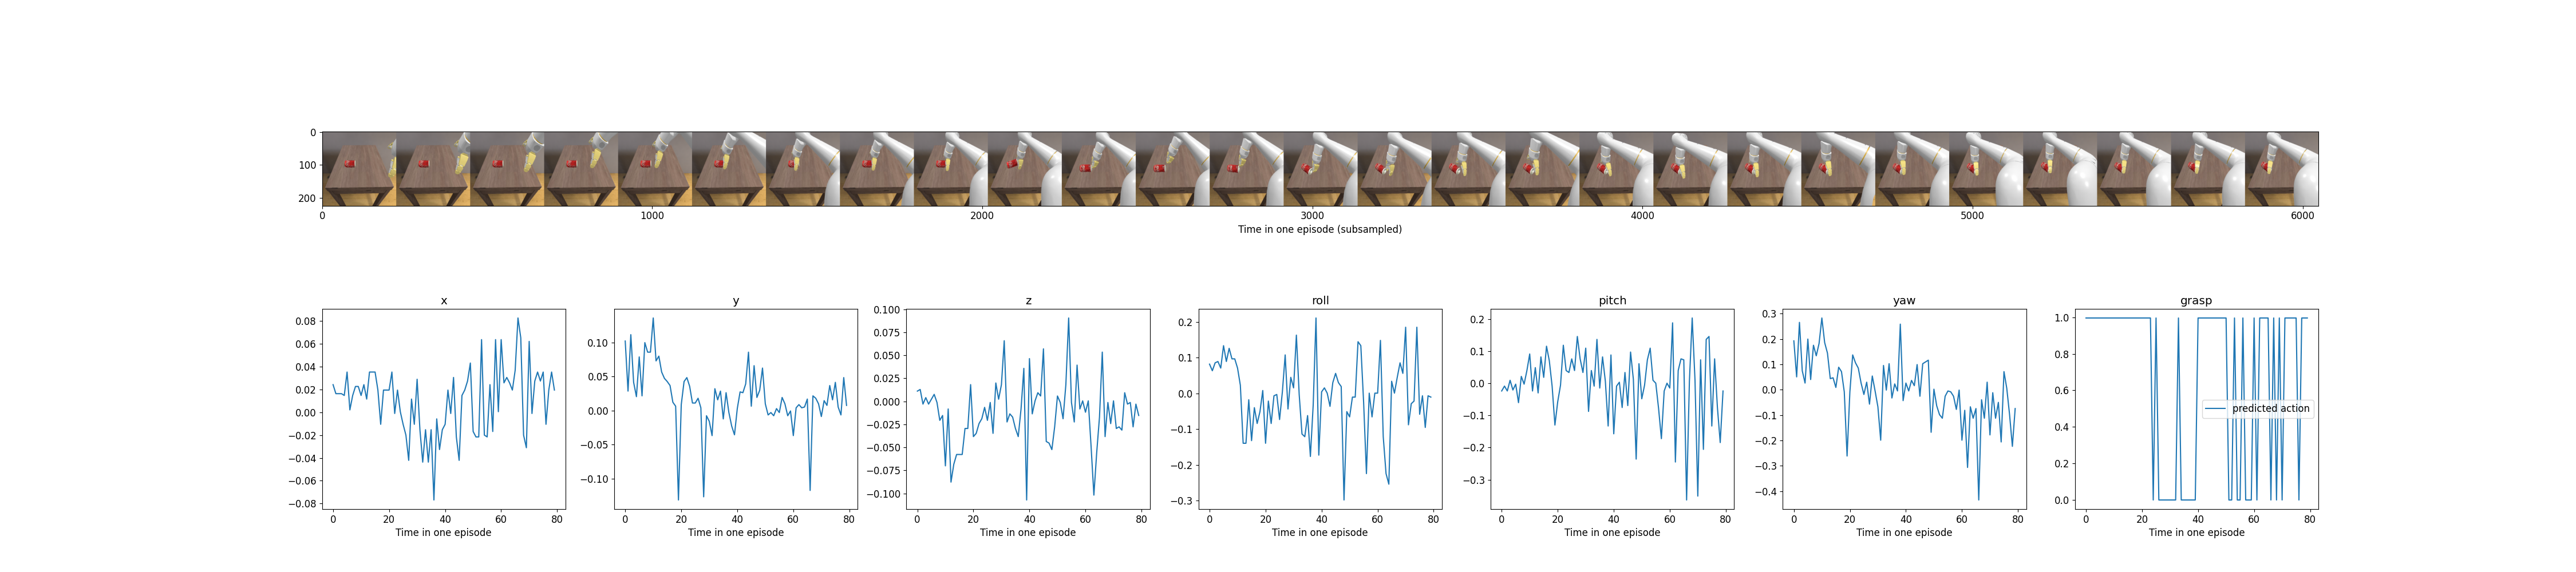 0
100
200
0 1000 2000 3000 4000 5000 6000
Time in one episode (subsampled)
x
0.08
0.06
0.04
0.02
0.00
−0.02
−0.04
−0.06
−0.08
0 20 40 60 80
Time in one episode
y
0.10
0.05
0.00
−0.05
−0.10
0 20 40 60 80
Time in one episode
z
0.100
0.075
0.050
0.025
0.000
−0.025
−0.050
−0.075
−0.100
0 20 40 60 80
Time in one episode
roll
0.2
0.1
0.0
−0.1
−0.2
−0.3
0 20 40 60 80
Time in one episode
pitch
0.2
0.1
0.0
−0.1
−0.2
−0.3
0 20 40 60 80
Time in one episode
yaw
0.3
0.2
0.1
0.0
−0.1
−0.2
−0.3
−0.4
0 20 40 60 80
Time in one episode
grasp
1.0
0.8
0.6
0.4
0.2
0.0
predicted action
0 20 40 60 80
Time in one episode